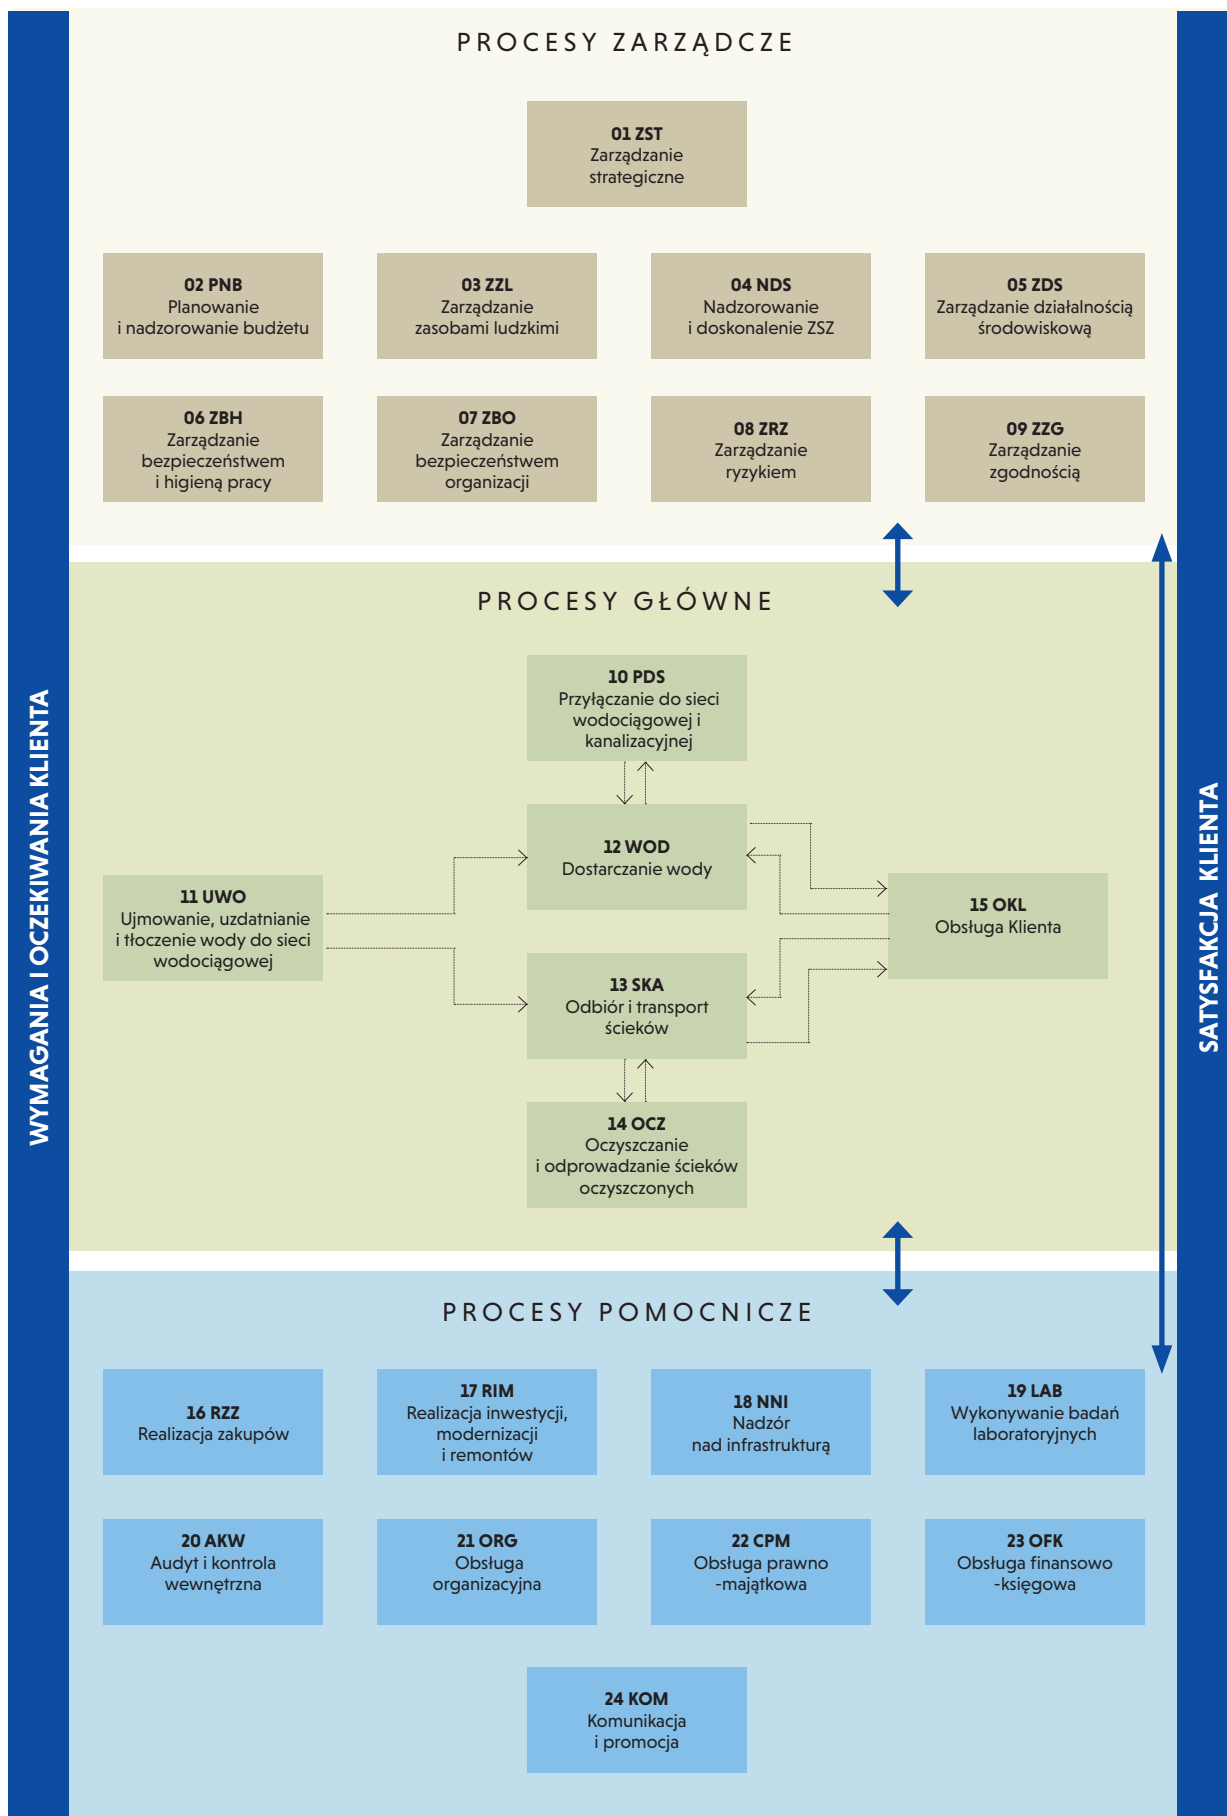 PROCESY ZARZĄDCZE
01 ZST
Zarządzanie
strategiczne
02 PNB
Planowanie
i nadzorowanie budżetu
03 ZZL
Zarządzanie
zasobami ludzkimi
04 NDS
Nadzorowanie
i doskonalenie ZSZ
05 ZDS
Zarządzanie działalnością
środowiskową
06 ZBH
Zarządzanie
bezpieczeństwem
i higieną pracy
07 ZBO
Zarządzanie
bezpieczeństwem
organizacji
08 ZRZ
Zarządzanie
ryzykiem
09 ZZG
Zarządzanie
zgodnością
WYMAGANIA I OCZEKIWANIA KLIENTA
PROCESY GŁÓWNE
10 PDS
Przyłączanie do sieci
wodociągowej i
kanalizacyjnej
11 UWO
Ujmowanie, uzdatnianie
i tłoczenie wody do sieci
wodociągowej
12 WOD
Dostarczanie wody
13 SKA
Odbiór i transport
ścieków
14 OCZ
Oczyszczanie
i odprowadzanie ścieków
oczyszczonych
15 OKL
Obsługa Klienta
SATYSFAKCJA KLIENTA
PROCESY POMOCNICZE
16 RZZ
Realizacja zakupów
17 RIM
Realizacja inwestycji,
modernizacji
i remontów
18 NNI
Nadzór
nad infrastrukturą
19 LAB
Wykonywanie badań
laboratoryjnych
20 AKW
Audyt i kontrola
wewnętrzna
21 ORG
Obsługa
organizacyjna
22 CPM
Obsługa prawno
-majątkowa
23 OFK
Obsługa finansowo
-księgowa
24 KOM
Komunikacja
i promocja